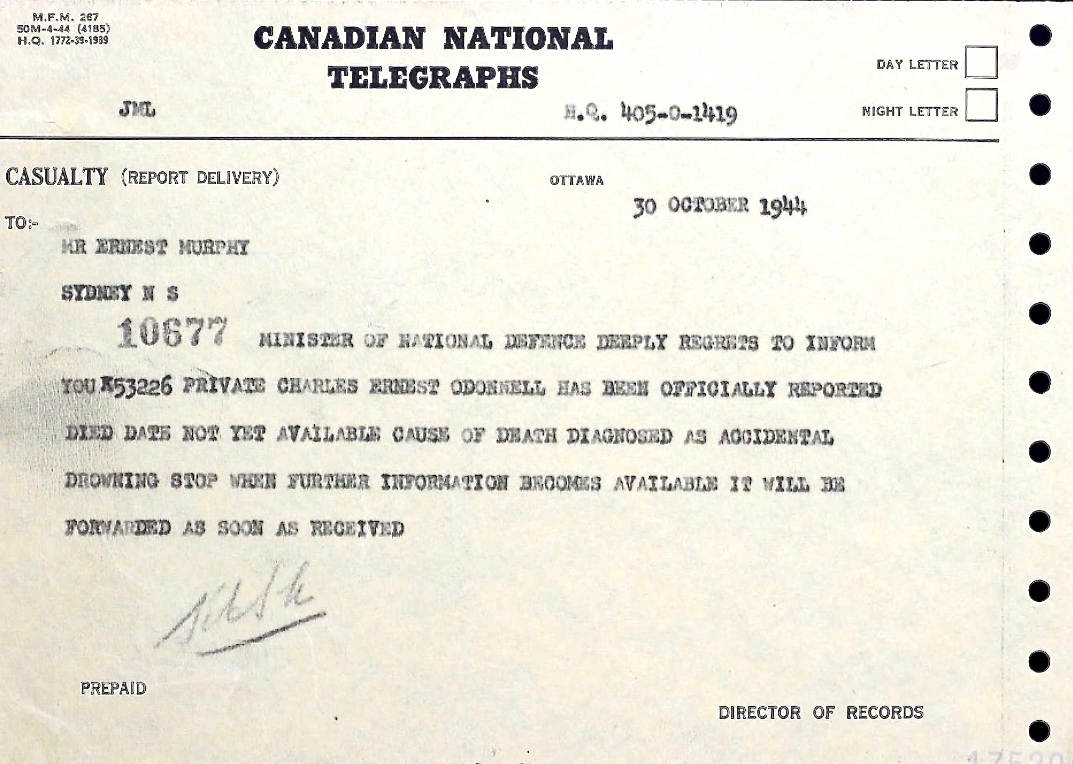 M.F.M. 267
50M-4-44 (4185)
H.Q. 1772-39-1989
CANADIAN NATIONAL
TELEGRAPHS
DAY LETTER
NIGHT LETTER
JML
H.Q. 405-O-1419
CASUALTY (REPORT DELIVERY)
OTTAWA
30 OCTOBER 1944
TO:-
MR ERNEST MURPHY
SYDNEY N S
10677 MINISTER OF NATIONAL DEFENCE DEEPLY REGRETS TO INFORM
YOU K53226 PRIVATE CHARLES ERNEST ODONNELL HAS BEEN OFFICIALLY REPORTED
DIED DATE NOT YET AVAILABLE CAUSE OF DEATH DIAGNOSED AS ACCIDENTAL
DROWNING STOP WHEN FURTHER INFORMATION BECOMES AVAILABLE IT WILL BE
FORWARDED AS SOON AS RECEIVED
PREPAID
DIRECTOR OF RECORDS